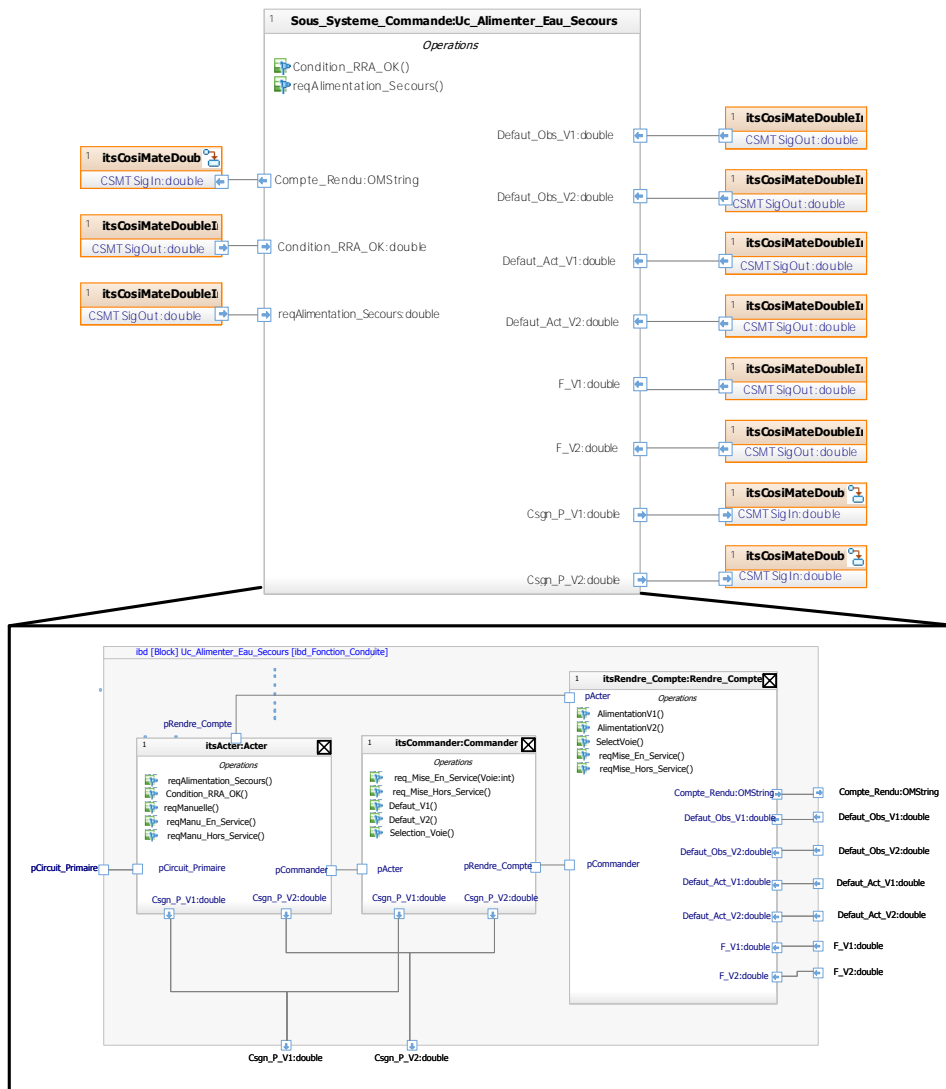 1 Sous_Systeme_Commande:Uc_Alimenter_Eau_Secours
Operations
Condition_RRA_OK()
reqAlimentation_Secours()
1 itsCosiMateDoub
CSMTSigIn:double
Compte_Rendu:OMString
1 itsCosiMateDoubleI
CSMTSigOut:double
Condition_RRA_OK:double
1 itsCosiMateDoubleI
CSMTSigOut:double
reqAlimentation_Secours:double
Defaut_Obs_V1:double
1 itsCosiMateDoubleI
CSMTSigOut:double
Defaut_Obs_V2:double
1 itsCosiMateDoubleI
CSMTSigOut:double
Defaut_Act_V1:double
1 itsCosiMateDoubleI
CSMTSigOut:double
Defaut_Act_V2:double
1 itsCosiMateDoubleI
CSMTSigOut:double
F_V1:double
1 itsCosiMateDoubleI
CSMTSigOut:double
F_V2:double
1 itsCosiMateDoubleI
CSMTSigOut:double
Csgn_P_V1:double
1 itsCosiMateDoub
CSMTSigIn:double
Csgn_P_V2:double
1 itsCosiMateDoub
CSMTSigIn:double
ibd [Block] Uc_Alimenter_Eau_Secours [ibd_Fonction_Conduite]
pRendre_Compte
1 itsActer:Acter
Operations
reqAlimentation_Secours()
Condition_RRA_OK()
reqManuelle()
reqManu_En_Service()
reqManu_Hors_Service()
pCircuit_Primaire
pCircuit_Primaire
pCommander
Csgn_P_V1:double
Csgn_P_V2:double
1 itsCommander:Commander
Operations
req_Mise_En_Service(Voie:int)
req_Mise_Hors_Service()
Defaut_V1()
Defaut_V2()
Selection_Voie()
pActer
pRendre_Compte
Csgn_P_V1:double
Csgn_P_V2:double
1 itsRendre_Compte:Rendre_Compte
pActer
Operations
AlimentationV1()
AlimentationV2()
SelectVoie()
reqMise_En_Service()
reqMise_Hors_Service()
pCommander
Compte_Rendu:OMString
Compte_Rendu:OMString
Defaut_Obs_V1:double
Defaut_Obs_V1:double
Defaut_Obs_V2:double
Defaut_Obs_V2:double
Defaut_Act_V1:double
Defaut_Act_V1:double
Defaut_Act_V2:double
Defaut_Act_V2:double
F_V1:double
F_V1:double
F_V2:double
F_V2:double
Csgn_P_V1:double
Csgn_P_V2:double